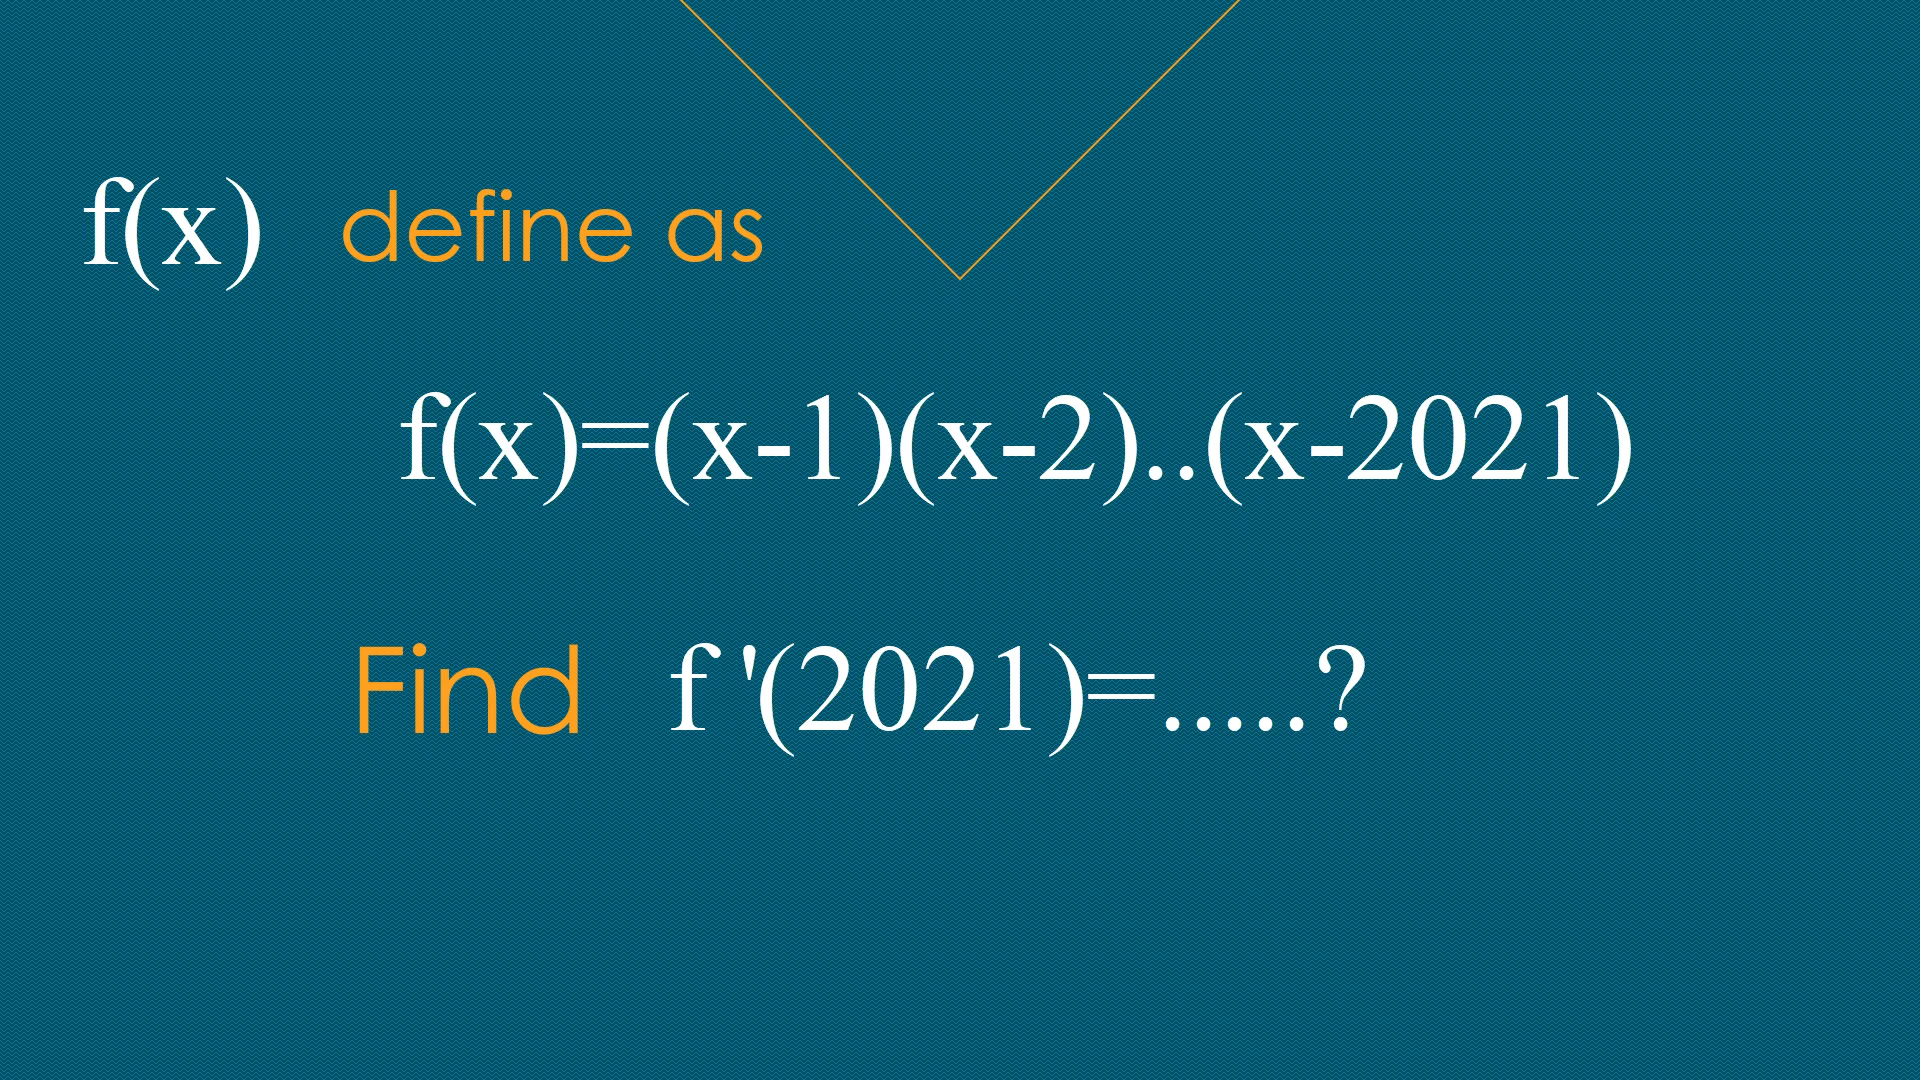 f(x) define as
f(x)=(x-1)(x-2)..(x-2021)
Find f '(2021)=.....?